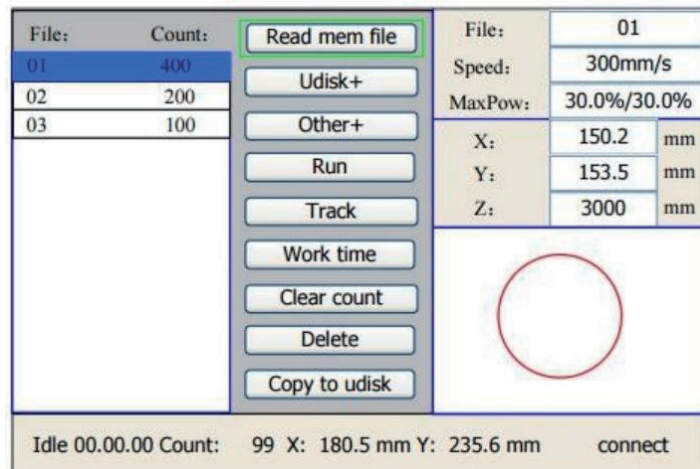 File: Count:
01 400
02 200
03 100
Read mem file
Udisk+
Other+
Run
Track
Work time
Clear count
Delete
Copy to udisk
File: 01
Speed: 300mm/s
MaxPow: 30.0%/30.0%
X: 150.2 mm
Y: 153.5 mm
Z: 3000 mm
Idle 00.00.00 Count: 99 X: 180.5 mm Y: 235.6 mm connect